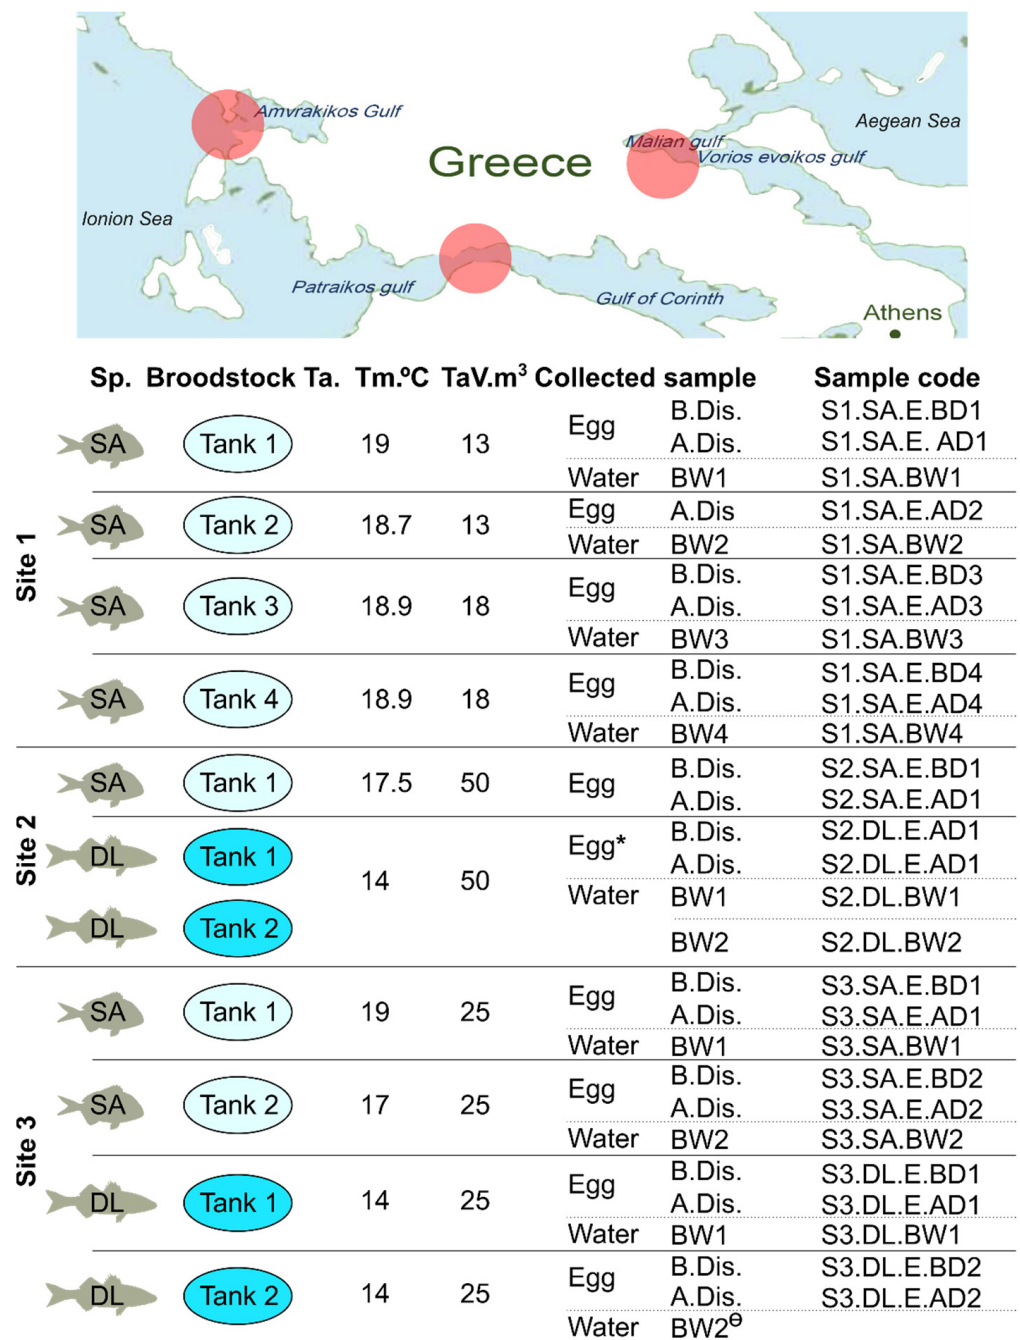 Amvrakikos Gulf
Aegean Sea
Malian gulf
Greece
Vorios evoikos gulf
Ionion Sea
Patraikos gulf
Gulf of Corinth
Athens
Sp. Broodstock Ta. Tm.ºC TaV.m³ Collected sample Sample code
Site 1
SA Tank 1 19 13 Egg B.Dis. S1.SA.E.BD1
A.Dis. S1.SA.E. AD1
Water BW1 S1.SA.BW1
SA Tank 2 18.7 13 Egg A.Dis S1.SA.E.AD2
Water BW2 S1.SA.BW2
SA Tank 3 18.9 18 Egg B.Dis. S1.SA.E.BD3
A.Dis. S1.SA.E.AD3
Water BW3 S1.SA.BW3
SA Tank 4 18.9 18 Egg B.Dis. S1.SA.E.BD4
A.Dis. S1.SA.E.AD4
Water BW4 S1.SA.BW4
Site 2
SA Tank 1 17.5 50 Egg B.Dis. S2.SA.E.BD1
A.Dis. S2.SA.E.AD1
DL Tank 1 14 50 Egg* B.Dis. S2.DL.E.AD1
A.Dis. S2.DL.E.AD1
Water BW1 S2.DL.BW1
DL Tank 2 BW2 S2.DL.BW2
Site 3
SA Tank 1 19 25 Egg B.Dis. S3.SA.E.BD1
A.Dis. S3.SA.E.AD1
Water BW1 S3.SA.BW1
SA Tank 2 17 25 Egg B.Dis. S3.SA.E.BD2
A.Dis. S3.SA.E.AD2
Water BW2 S3.SA.BW2
DL Tank 1 14 25 Egg B.Dis. S3.DL.E.BD1
A.Dis. S3.DL.E.AD1
Water BW1 S3.DL.BW1
DL Tank 2 14 25 Egg B.Dis. S3.DL.E.BD2
A.Dis. S3.DL.E.AD2
Water BW2ᶿ